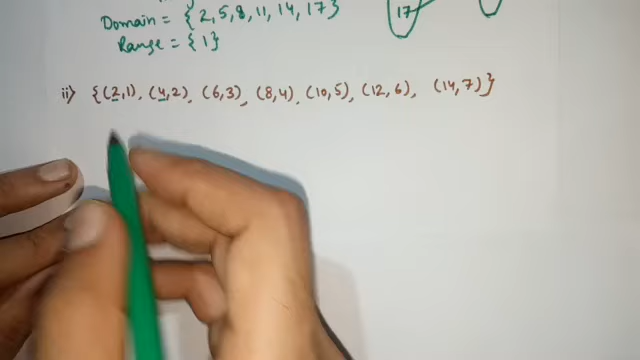 Domain = { 2, 5, 8, 11, 14, 17 }
17
Range = { 1 }
ii) { (2,1), (4,2), (6,3), (8,4), (10,5), (12,6), (14,7) }